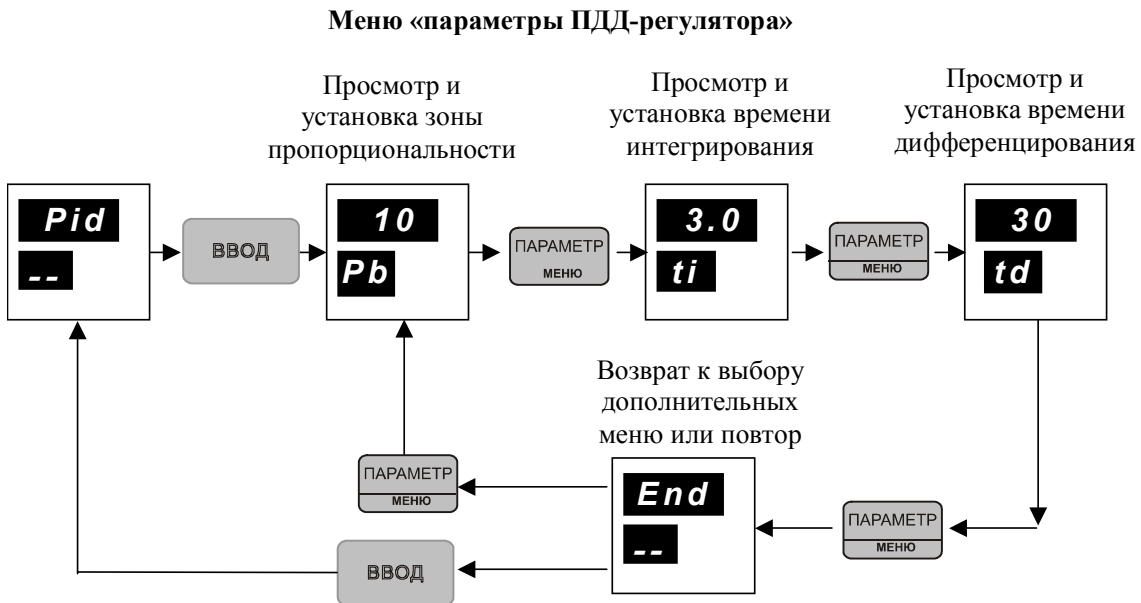 Меню «параметры ПДД-регулятора»
Просмотр и
установка зоны
пропорциональности
Просмотр и
установка времени
интегрирования
Просмотр и
установка времени
дифференцирования
Pid
--
ВВОД
10
Pb
ПАРАМЕТР
МЕНЮ
3.0
ti
ПАРАМЕТР
МЕНЮ
30
td
Возврат к выбору
дополнительных
меню или повтор
ПАРАМЕТР
МЕНЮ
End
--
ПАРАМЕТР
МЕНЮ
ВВОД